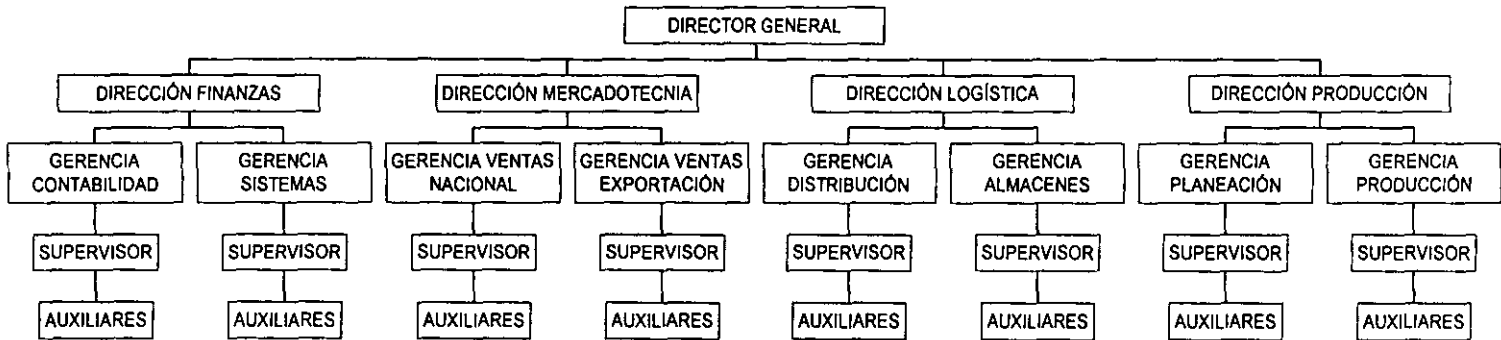 DIRECTOR GENERAL
DIRECCIÓN FINANZAS
DIRECCIÓN MERCADOTECNIA
DIRECCIÓN LOGÍSTICA
DIRECCIÓN PRODUCCIÓN
GERENCIA
CONTABILIDAD
GERENCIA
SISTEMAS
GERENCIA VENTAS
NACIONAL
GERENCIA VENTAS
EXPORTACIÓN
GERENCIA
DISTRIBUCIÓN
GERENCIA
ALMACENES
GERENCIA
PLANEACIÓN
GERENCIA
PRODUCCIÓN
SUPERVISOR
SUPERVISOR
SUPERVISOR
SUPERVISOR
SUPERVISOR
SUPERVISOR
SUPERVISOR
SUPERVISOR
AUXILIARES
AUXILIARES
AUXILIARES
AUXILIARES
AUXILIARES
AUXILIARES
AUXILIARES
AUXILIARES